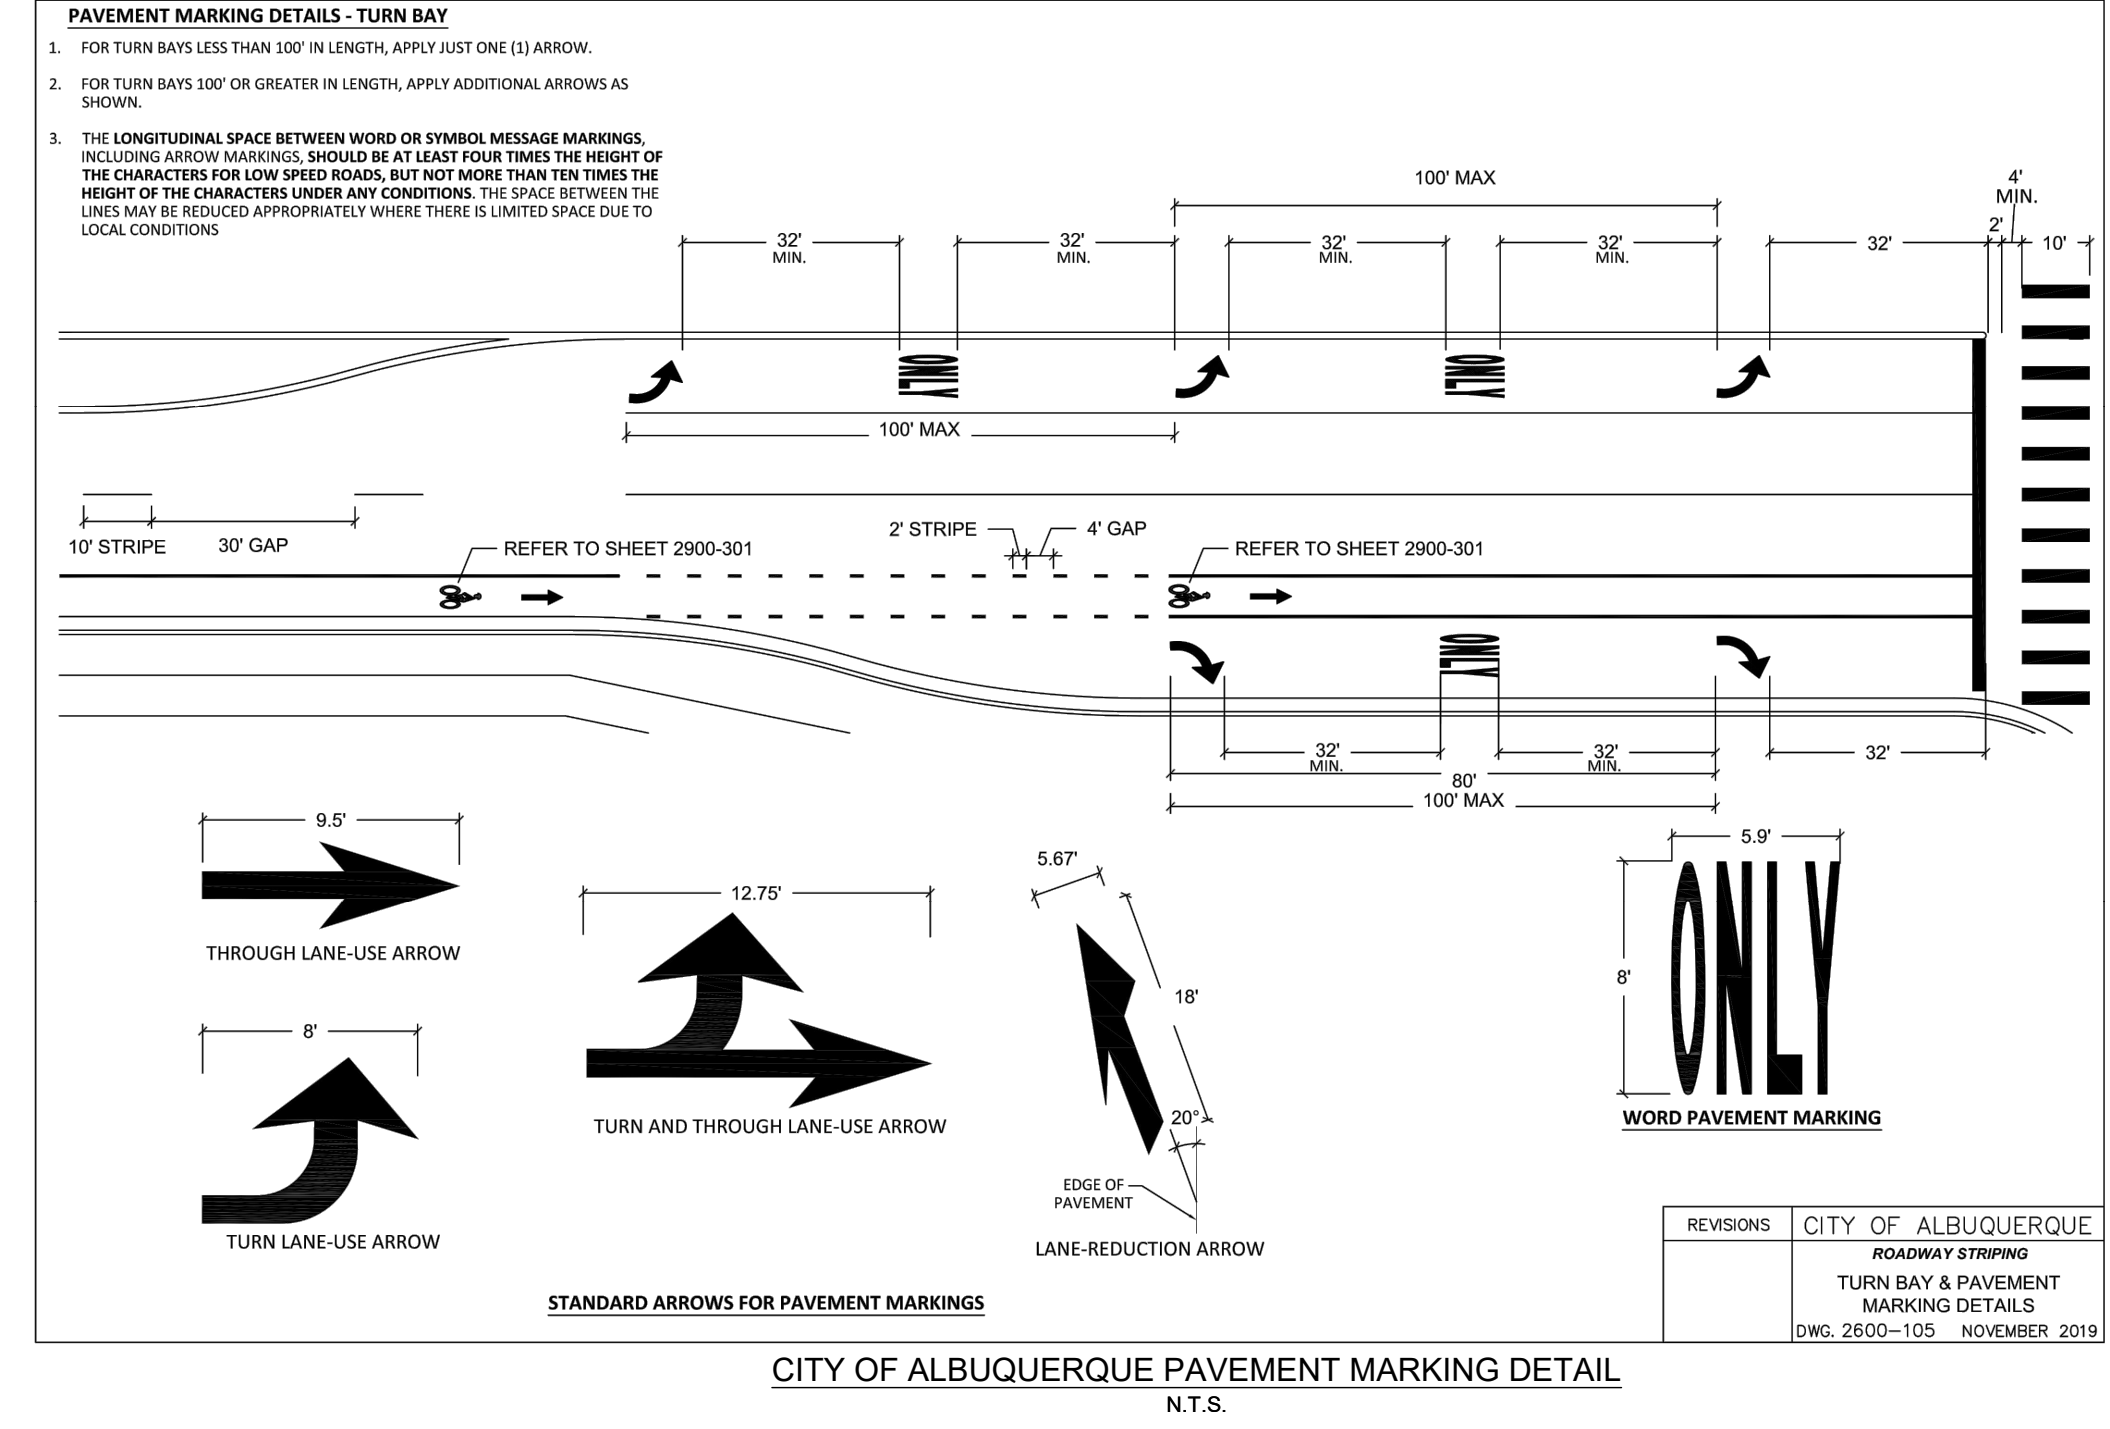 PAVEMENT MARKING DETAILS - TURN BAY
1. FOR TURN BAYS LESS THAN 100' IN LENGTH, APPLY JUST ONE (1) ARROW.
2. FOR TURN BAYS 100' OR GREATER IN LENGTH, APPLY ADDITIONAL ARROWS AS
SHOWN.
3. THE LONGITUDINAL SPACE BETWEEN WORD OR SYMBOL MESSAGE MARKINGS,
INCLUDING ARROW MARKINGS, SHOULD BE AT LEAST FOUR TIMES THE HEIGHT OF
THE CHARACTERS FOR LOW SPEED ROADS, BUT NOT MORE THAN TEN TIMES THE
HEIGHT OF THE CHARACTERS UNDER ANY CONDITIONS. THE SPACE BETWEEN THE
LINES MAY BE REDUCED APPROPRIATELY WHERE THERE IS LIMITED SPACE DUE TO
LOCAL CONDITIONS
100' MAX
4'
MIN.
2'
32'
MIN.
32'
MIN.
32'
MIN.
32'
MIN.
32'
10'
ONLY
ONLY
100' MAX
10' STRIPE
30' GAP
2' STRIPE
4' GAP
REFER TO SHEET 2900-301
REFER TO SHEET 2900-301
ONLY
32'
MIN.
32'
MIN.
32'
80'
100' MAX
9.5'
THROUGH LANE-USE ARROW
8'
TURN LANE-USE ARROW
12.75'
TURN AND THROUGH LANE-USE ARROW
5.67'
18'
20°
EDGE OF
PAVEMENT
LANE-REDUCTION ARROW
5.9'
8'
ONLY
WORD PAVEMENT MARKING
STANDARD ARROWS FOR PAVEMENT MARKINGS
REVISIONS
CITY OF ALBUQUERQUE
ROADWAY STRIPING
TURN BAY & PAVEMENT
MARKING DETAILS
DWG. 2600-105 NOVEMBER 2019
CITY OF ALBUQUERQUE PAVEMENT MARKING DETAIL
N.T.S.